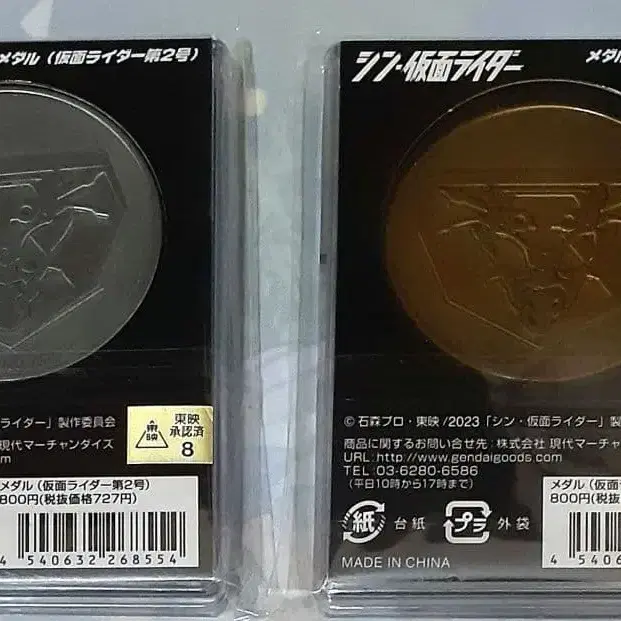 メダル（仮面ライダー第2号）
ライダー」製作委員会
現代マーチャンダイズ
om
東映
東映
承認済
8
メダル（仮面ライダー第2号）
800円(税抜価格727円)
4 540632 268554
シン・仮面ライダー
メダル
© 石森プロ・東映/2023「シン・仮面ライダー」製
商品に関するお問い合せ先：株式会社 現代マーチャ
URL: http://www.gendaigoods.com
TEL:03-6280-6586
（平日10時から17時まで）
紙 台紙 プラ 外袋
MADE IN CHINA
メダル（仮面ラ
800円(税抜
4 5406